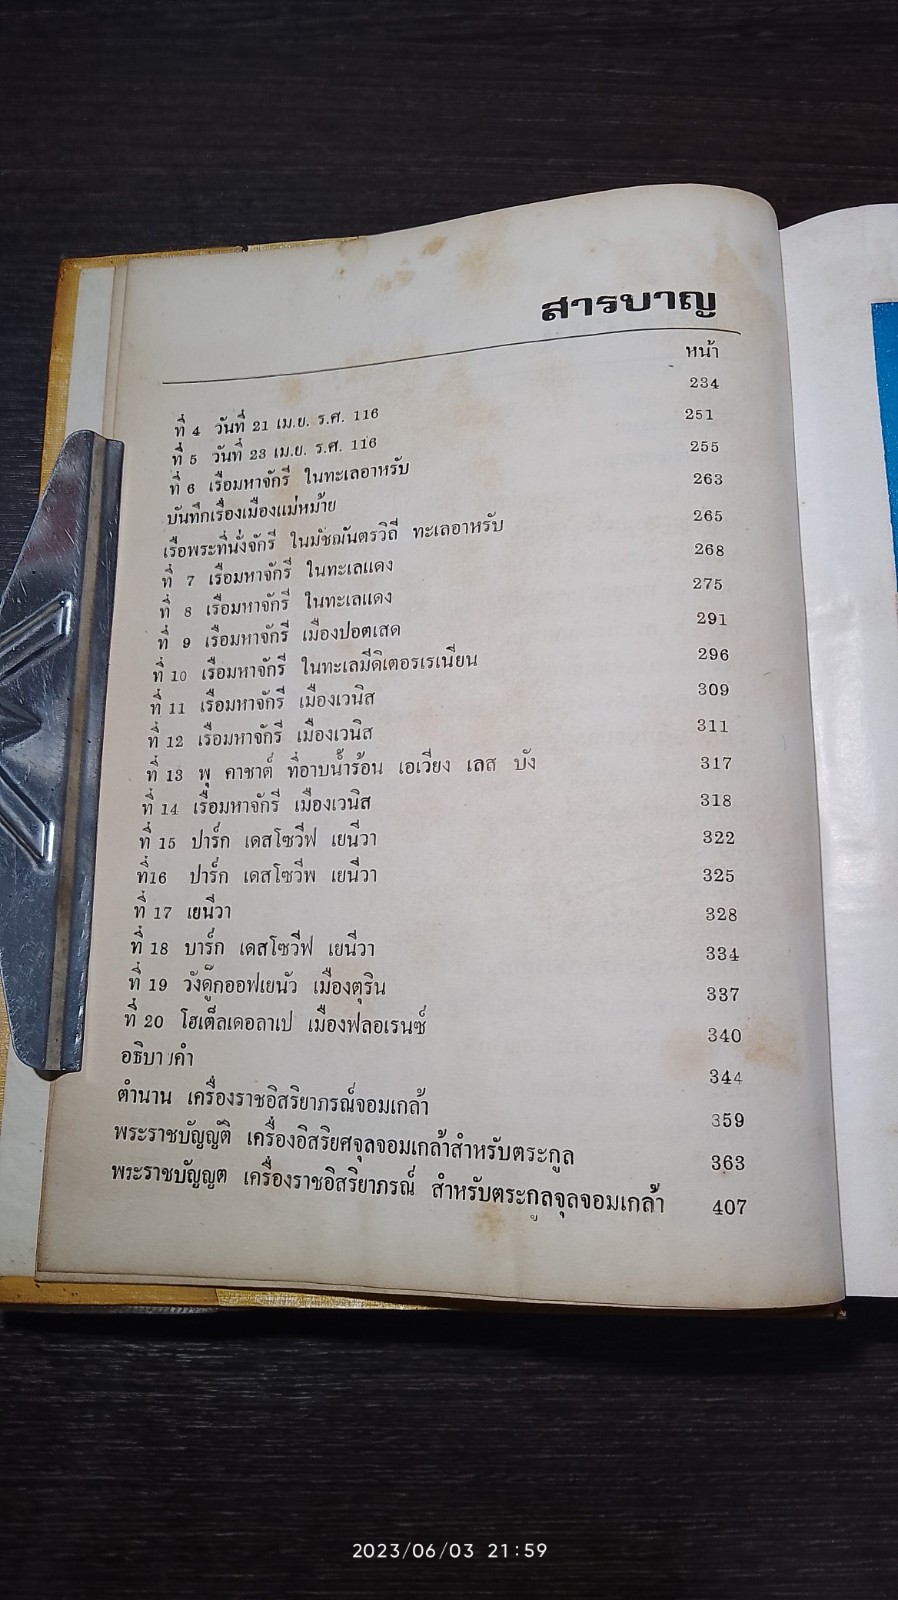 สารบาญ
หน้า
ที่ 4 วันที่ 21 เม.ย. ร.ศ. 116 234
ที่ 5 วันที่ 23 เม.ย. ร.ศ. 116 251
ที่ 6 เรือมหาจักรี ในทะเลอาหรับ 255
บันทึกเรื่องเมืองแม่หม้าย 263
เรือพระที่นั่งจักรี ในมัชฌันตรวิถี ทะเลอาหรับ 265
ที่ 7 เรือมหาจักรี ในทะเลแดง 268
ที่ 8 เรือมหาจักรี ในทะเลแดง 275
ที่ 9 เรือมหาจักรี เมืองปอตเสด 291
ที่ 10 เรือมหาจักรี ในทะเลมีดิเตอรเรเนียน 296
ที่ 11 เรือมหาจักรี เมืองเวนิส 309
ที่ 12 เรือมหาจักรี เมืองเวนิส 311
ที่ 13 พุ คาชาต์ ที่อาบน้ำร้อน เอเวียง เลส บัง 317
ที่ 14 เรือมหาจักรี เมืองเวนิส 318
ที่ 15 ปาร์ก เดสโซวีฟ เยนีวา 322
ที่16 ปาร์ก เดสโซวีพ เยนีวา 325
ที่ 17 เยนีวา 328
ที่ 18 บาร์ก เดสโซวีฟ เยนีวา 334
ที่ 19 วังดู๊กออฟเยนัว เมืองตุริน 337
ที่ 20 โฮเต็ลเดอลาเป เมืองฟลอเรนซ์ 340
อธิบายคำ 344
ตำนาน เครื่องราชอิสริยาภรณ์จอมเกล้า 359
พระราชบัญญัติ เครื่องอิสริยศจุลจอมเกล้าสำหรับตระกูล 363
พระราชบัญญต เครื่องราชอิสริยาภรณ์ สำหรับตระกูลจุลจอมเกล้า 407
2023/06/03 21:59